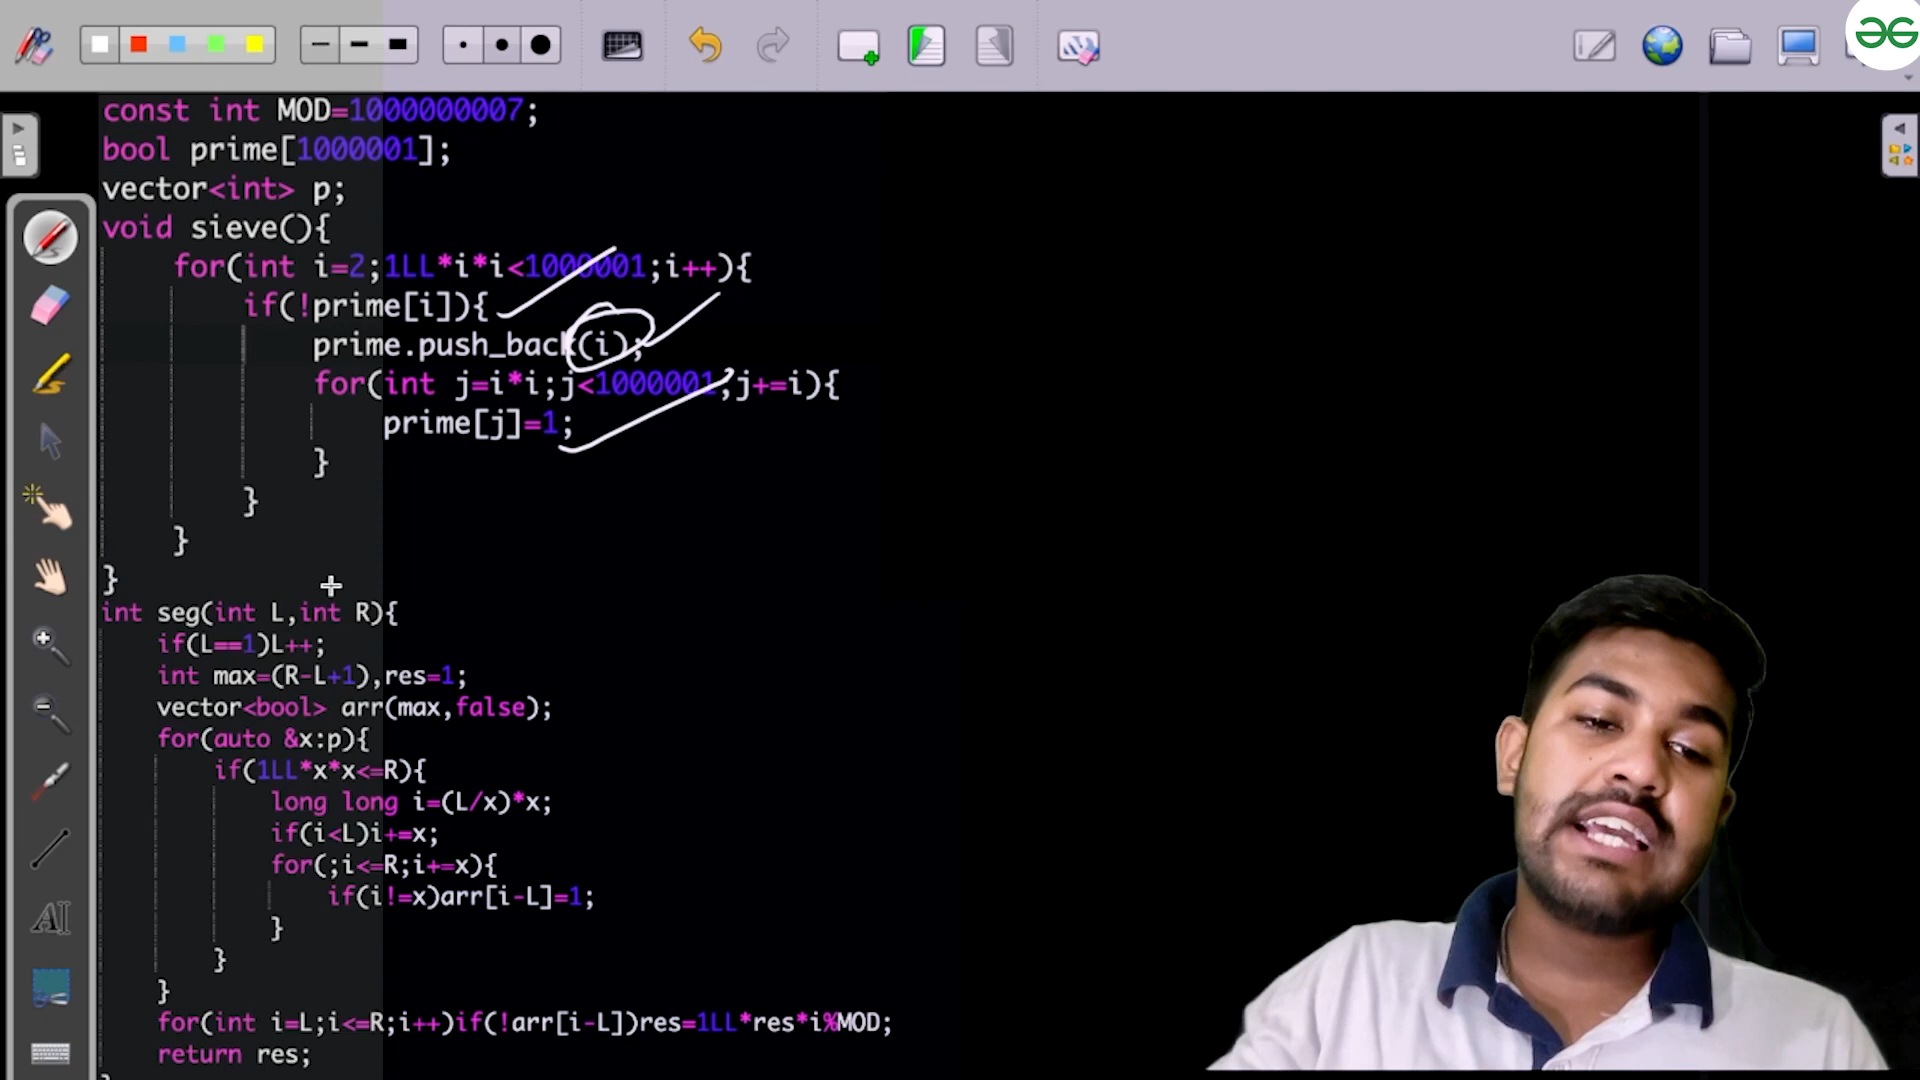 const int MOD=1000000007;
bool prime[1000001];
vector<int> p;
void sieve(){
for(int i=2;1LL*i*i<1000001;i++){
if(!prime[i]){
prime.push_back(i);
for(int j=i*i;j<1000001;j+=i){
prime[j]=1;
}
}
}
}
int seg(int L,int R){
if(L==1)L++;
int max=(R-L+1),res=1;
vector<bool> arr(max,false);
for(auto &x:p){
if(1LL*x*x<=R){
long long i=(L/x)*x;
if(i<L)i+=x;
for(;i<=R;i+=x){
if(i!=x)arr[i-L]=1;
}
}
}
for(int i=L;i<=R;i++)if(!arr[i-L])res=1LL*res*i%MOD;
return res;